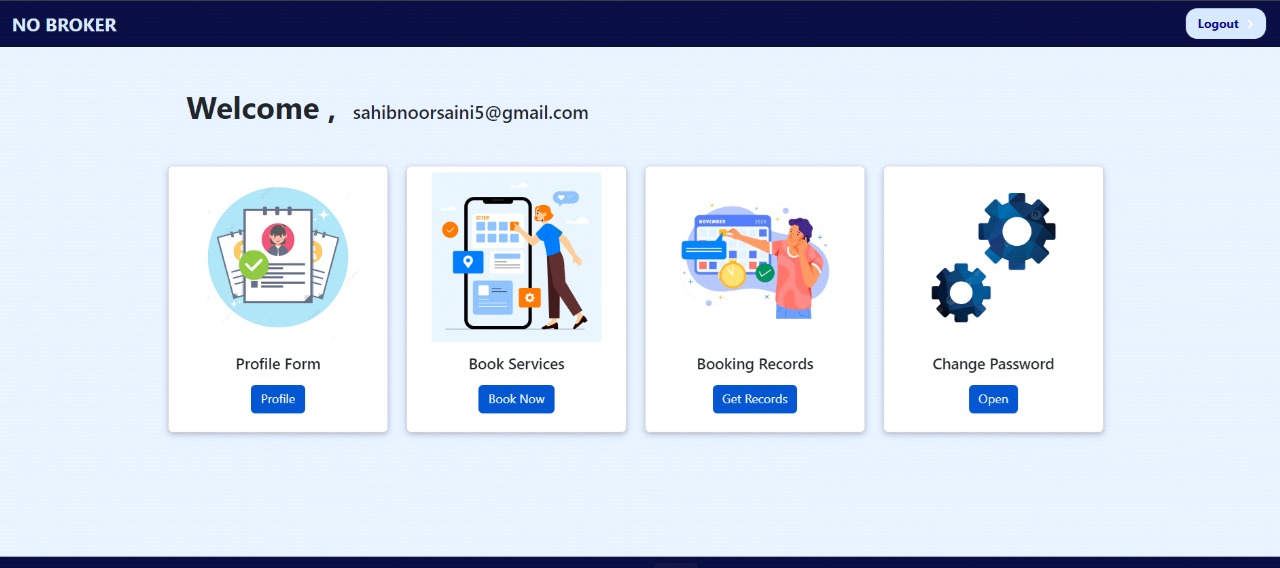 NO BROKER
Logout
Welcome , sahibnoorsaini5@gmail.com
NOVEMBER
Profile Form
Book Services
Booking Records
Change Password
Profile
Book Now
Get Records
Open